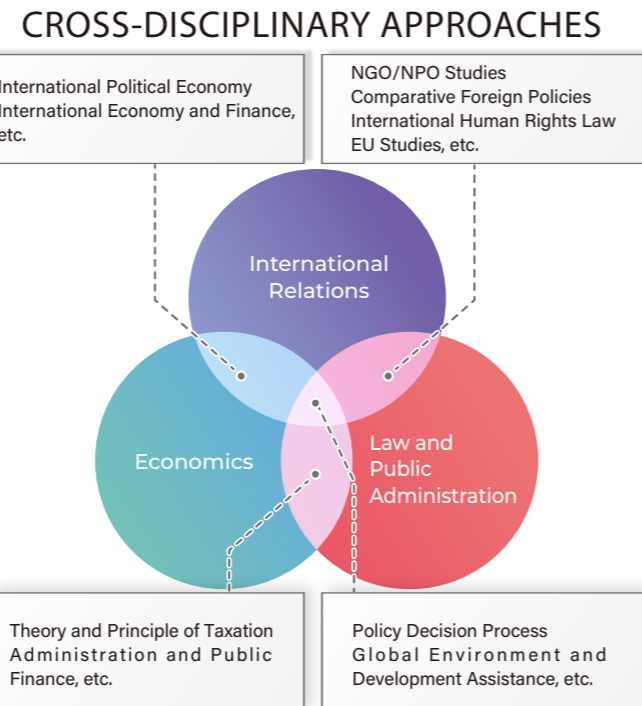 CROSS-DISCIPLINARY APPROACHES
International Political Economy
International Economy and Finance,
etc.
NGO/NPO Studies
Comparative Foreign Policies
International Human Rights Law
EU Studies, etc.
International
Relations
Economics
Law and
Public
Administration
Theory and Principle of Taxation
Administration and Public
Finance, etc.
Policy Decision Process
Global Environment and
Development Assistance, etc.